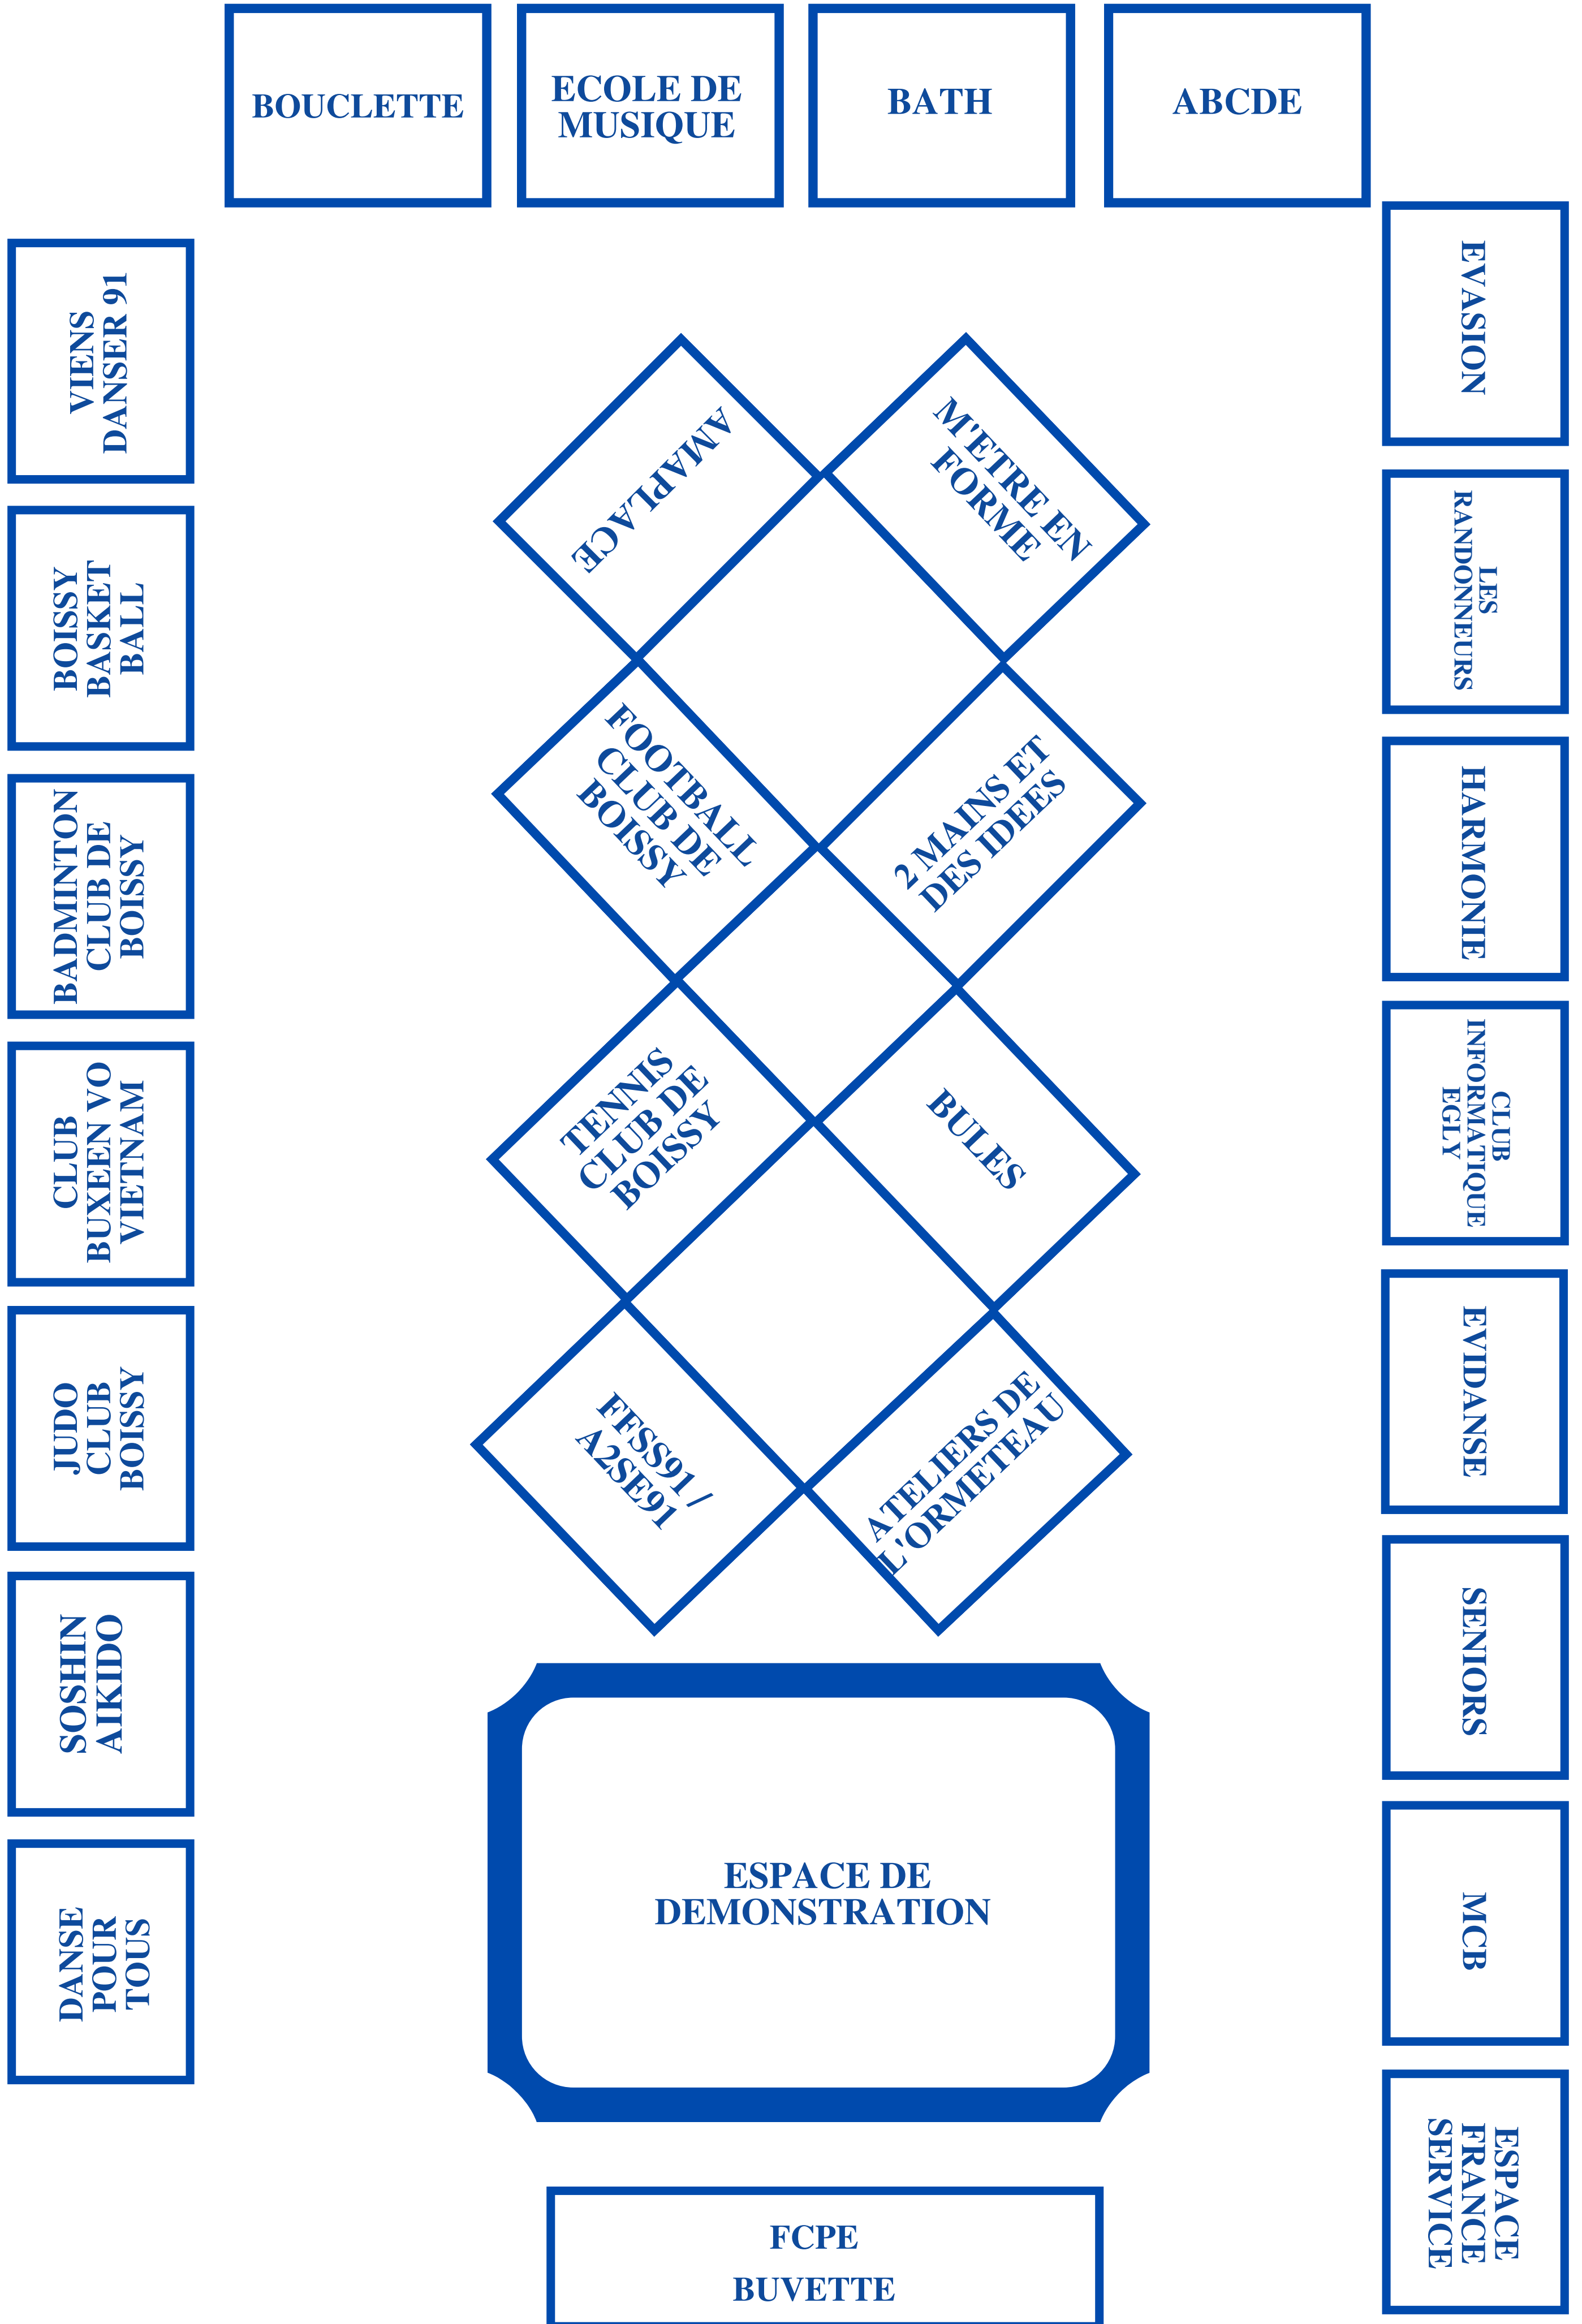 BOUCLETTE
ECOLE DE
MUSIQUE
BATH
ABCDE
VIENS
DANSER 91
BOISSY
BASKET
BALL
BADMINTON
CLUB DE
BOISSY
CLUB
BUXEEN VO
VIETNAM
JUDO
CLUB
BOISSY
SOSHIN
AIKIDO
DANSE
POUR
TOUS
AMAPLACE
M'ETRE EN
FORME
FOOTBALL
CLUB DE
BOISSY
2 MAINS ET
DES IDEES
TENNIS
CLUB DE
BOISSY
BULES
FFSS91 /
A2SE91
ATELIERS DE
L'ORMETEAU
EVASION
LES
RANDONNEURS
HARMONIE
CLUB
INFORMATIQUE
EGLY
EVIDANSE
SENIORS
MCB
ESPACE
FRANCE
SERVICE
ESPACE DE
DEMONSTRATION
FCPE
BUVETTE